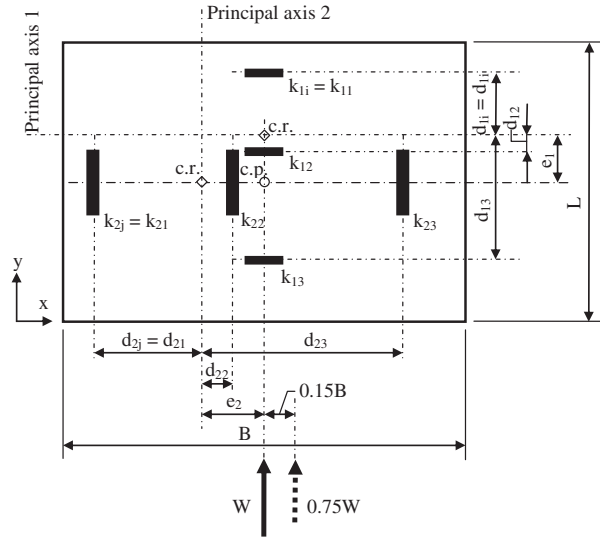 Principal axis 2
Principal axis 1
k1i = k11
d1i = d1i
d12
c.r.
k12
e1
c.r.
c.p.
k2j = k21
k22
k23
d13
L
k13
y
x
d2j = d21
d23
d22
e2
0.15B
B
W
0.75W